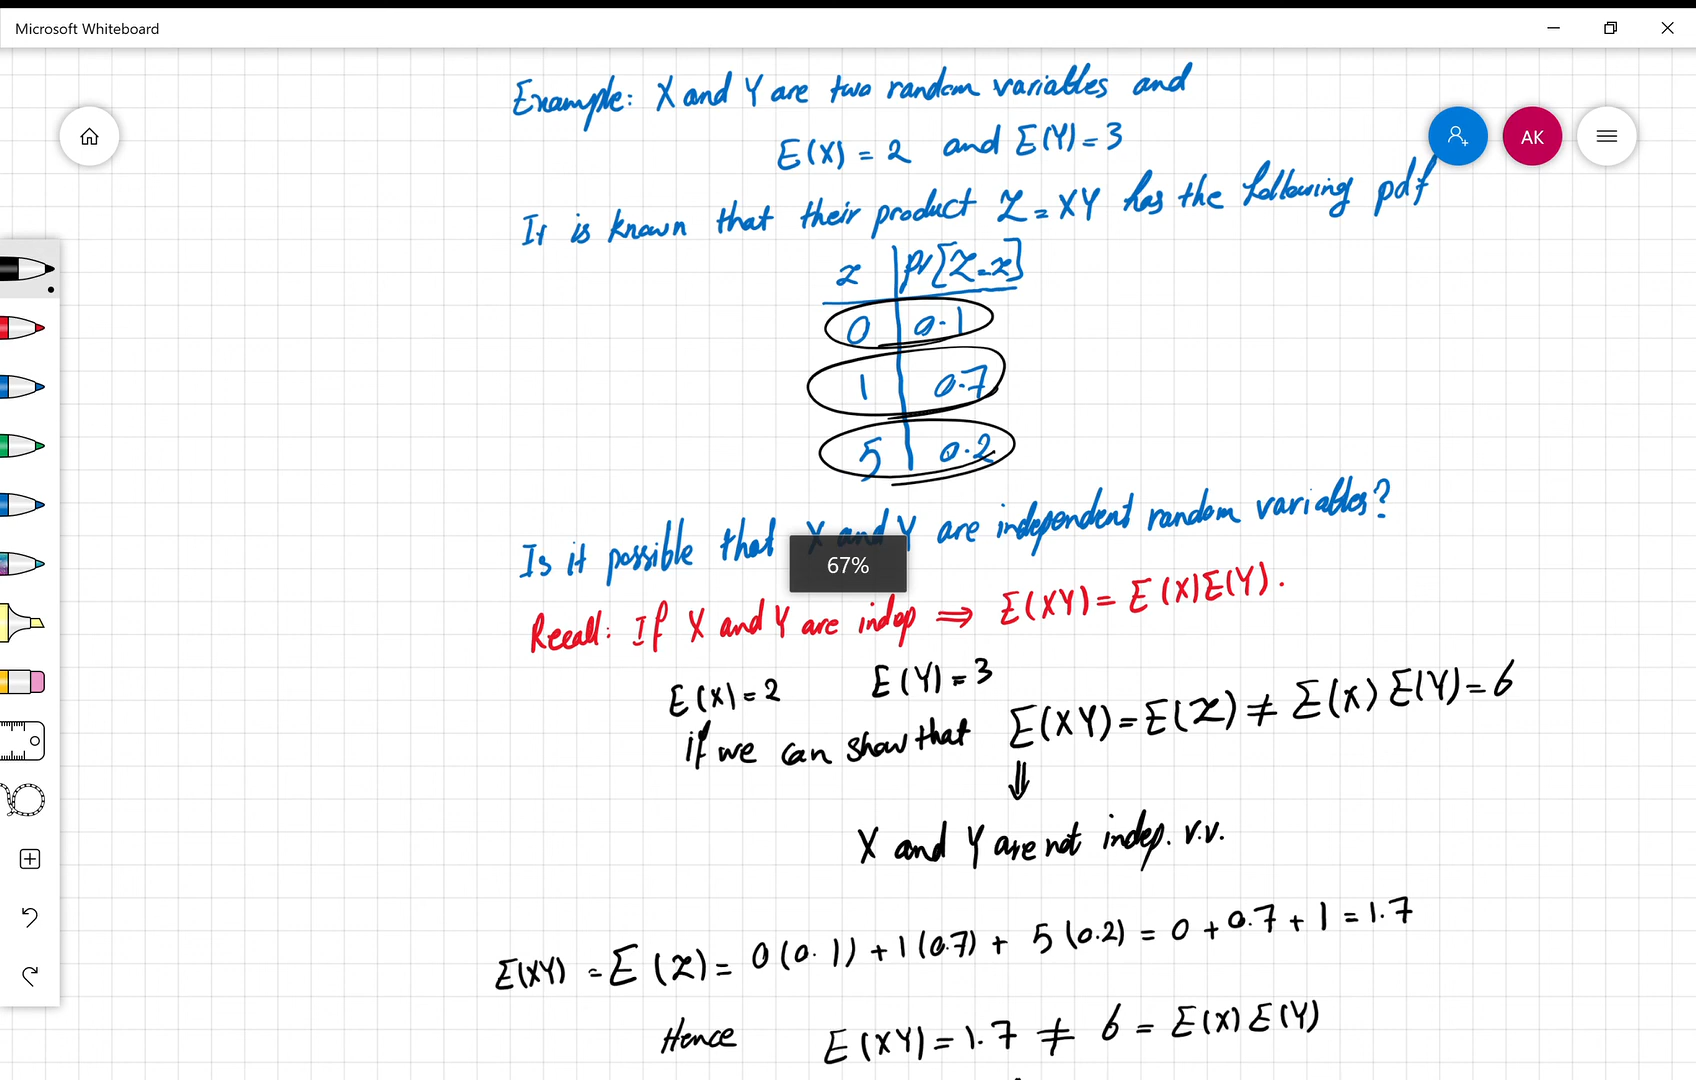 Microsoft Whiteboard
Example: X and Y are two random variables and
E(X) = 2 and E(Y) = 3
AK
It is known that their product Z = XY has the following pdf
z | Pr[Z=z]
0 | 0.1
1 | 0.7
5 | 0.2
Is it possible that X and Y are independent random variables?
67%
Recall: If X and Y are indep ⇒ E(XY) = E(X)E(Y).
E(X) = 2 E(Y) = 3
if we can show that E(XY) = E(Z) ≠ E(X) E(Y) = 6
⇓
X and Y are not indep. r.v.
E(XY) = E(Z) = 0(0.1) + 1(0.7) + 5(0.2) = 0 + 0.7 + 1 = 1.7
Hence E(XY) = 1.7 ≠ 6 = E(X) E(Y)